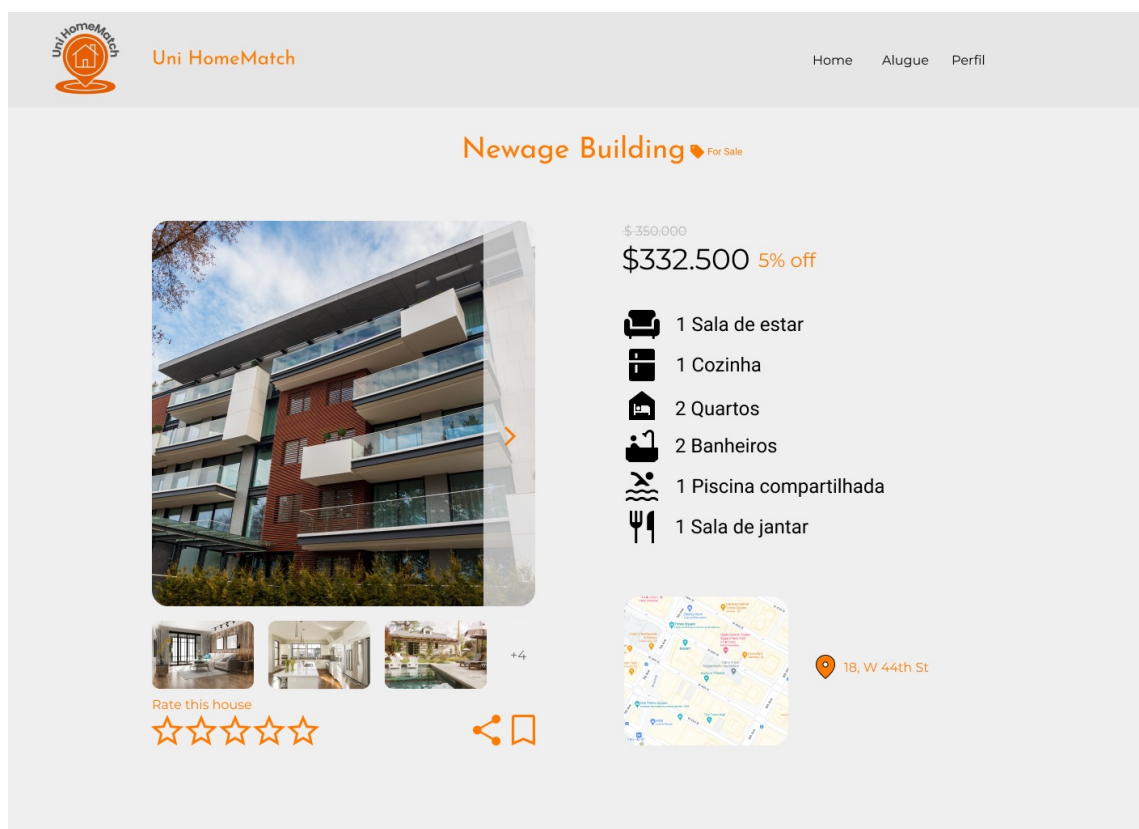 Uni HomeMatch
Uni HomeMatch
Home Alugue Perfil
Newage Building For Sale
$ 350.000
$332.500 5% off
1 Sala de estar
1 Cozinha
2 Quartos
2 Banheiros
1 Piscina compartilhada
1 Sala de jantar
+4
Rate this house
18, W 44th St